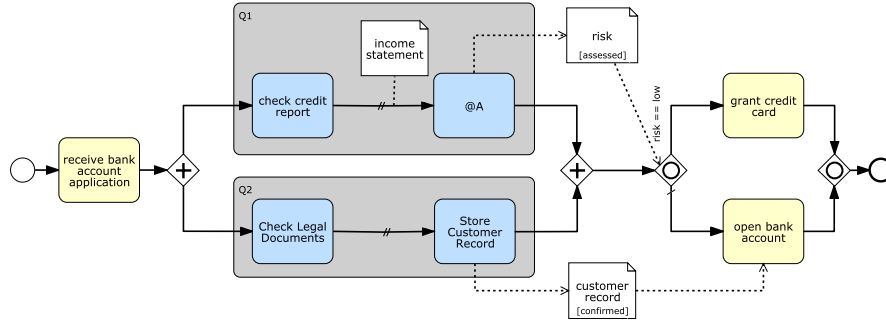 Q1
income
statement
risk
[assessed]
check credit
report
@A
risk == low
grant credit
card
receive bank
account
application
Q2
Check Legal
Documents
Store
Customer
Record
open bank
account
customer
record
[confirmed]